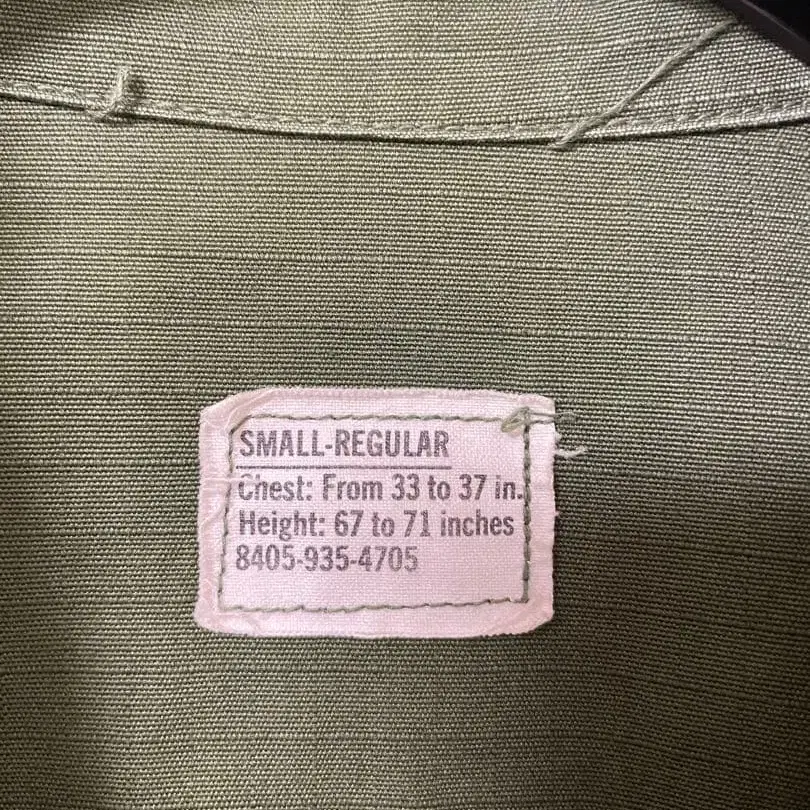 SMALL-REGULAR
Chest: From 33 to 37 in.
Height: 67 to 71 inches
8405-935-4705